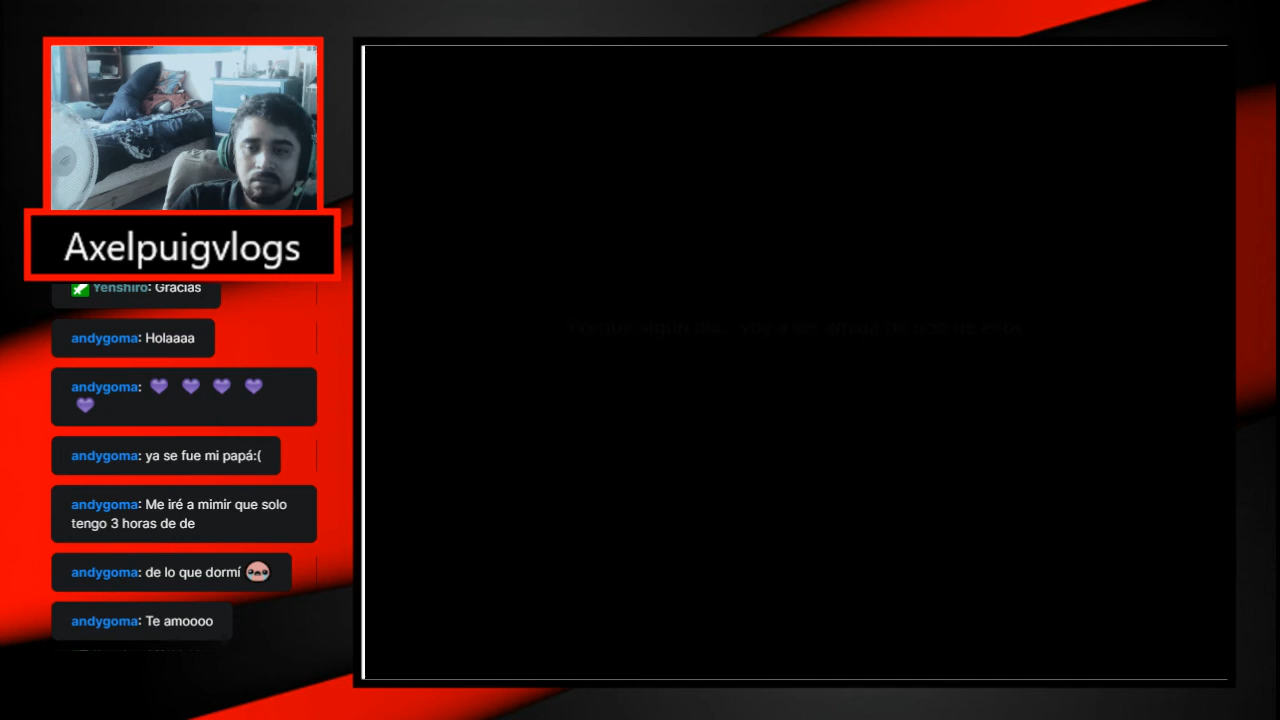 Axelpuigvlogs
Yenshiro: Gracias
andygoma: Holaaaa
andygoma: 💜 💜 💜 💜
💜
andygoma: ya se fue mi papá:(
andygoma: Me iré a mimir que solo
tengo 3 horas de de
andygoma: de lo que dormí
andygoma: Te amoooo